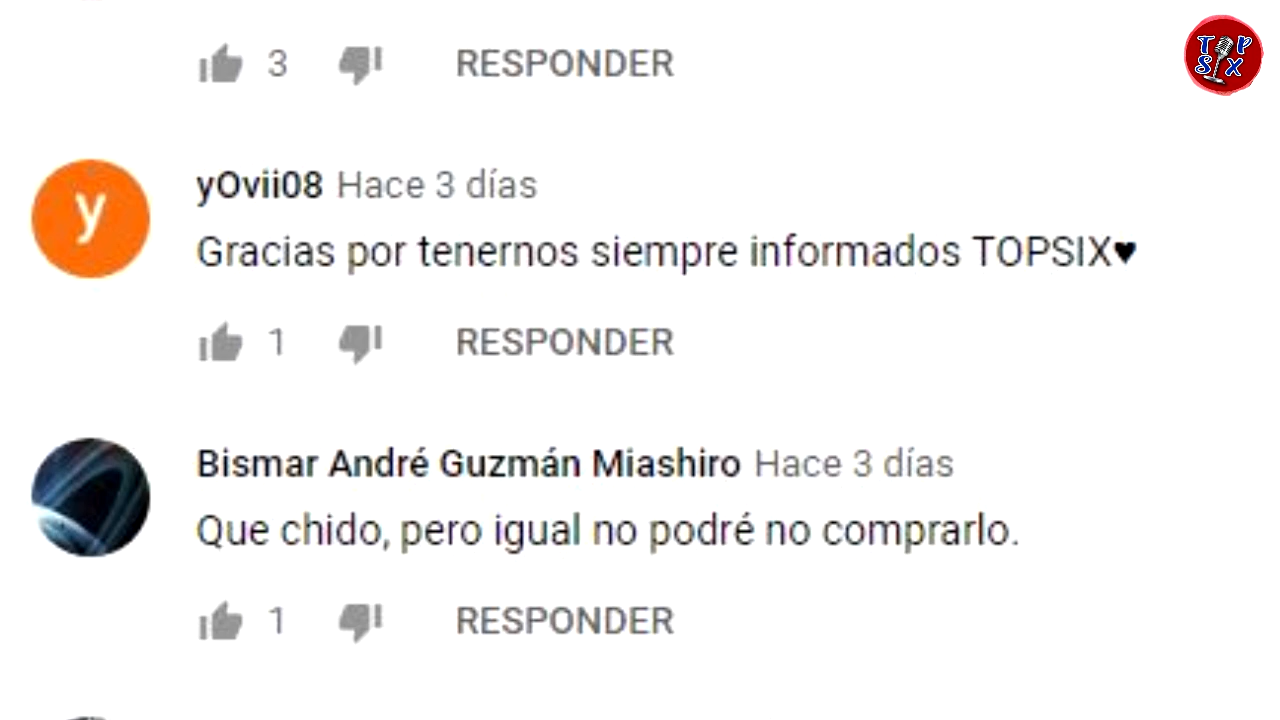 3 RESPONDER
TOP
SIX
yOvii08 Hace 3 días
y
Gracias por tenernos siempre informados TOPSIX♥
1 RESPONDER
Bismar André Guzmán Miashiro Hace 3 días
Que chido, pero igual no podré no comprarlo.
1 RESPONDER